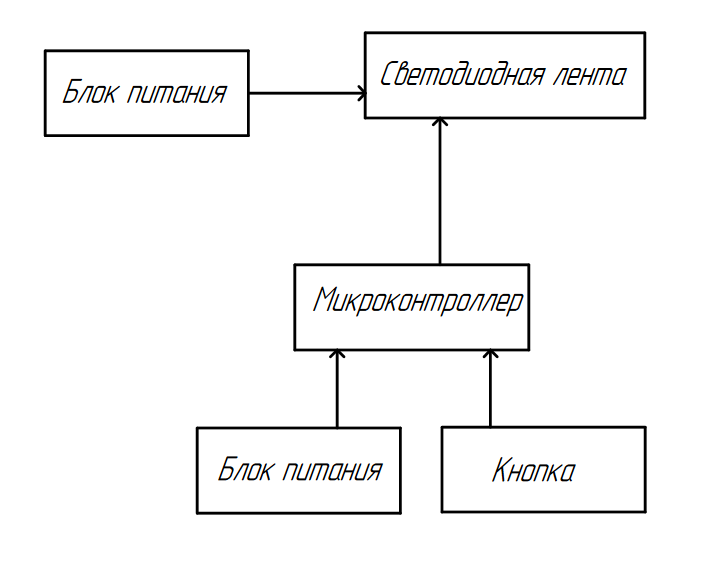 Блок питания
Светодиодная лента
Микроконтроллер
Блок питания
Кнопка